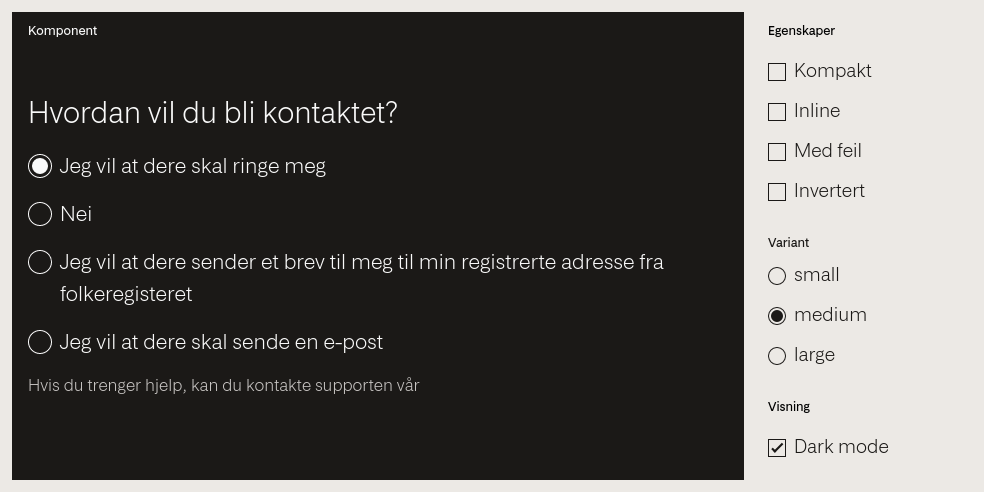 Komponent
Hvordan vil du bli kontaktet?
Jeg vil at dere skal ringe meg
Nei
Jeg vil at dere sender et brev til meg til min registrerte adresse fra
folkeregisteret
Jeg vil at dere skal sende en e-post
Hvis du trenger hjelp, kan du kontakte supporten vår
Egenskaper
Kompakt
Inline
Med feil
Invertert
Variant
small
medium
large
Visning
Dark mode